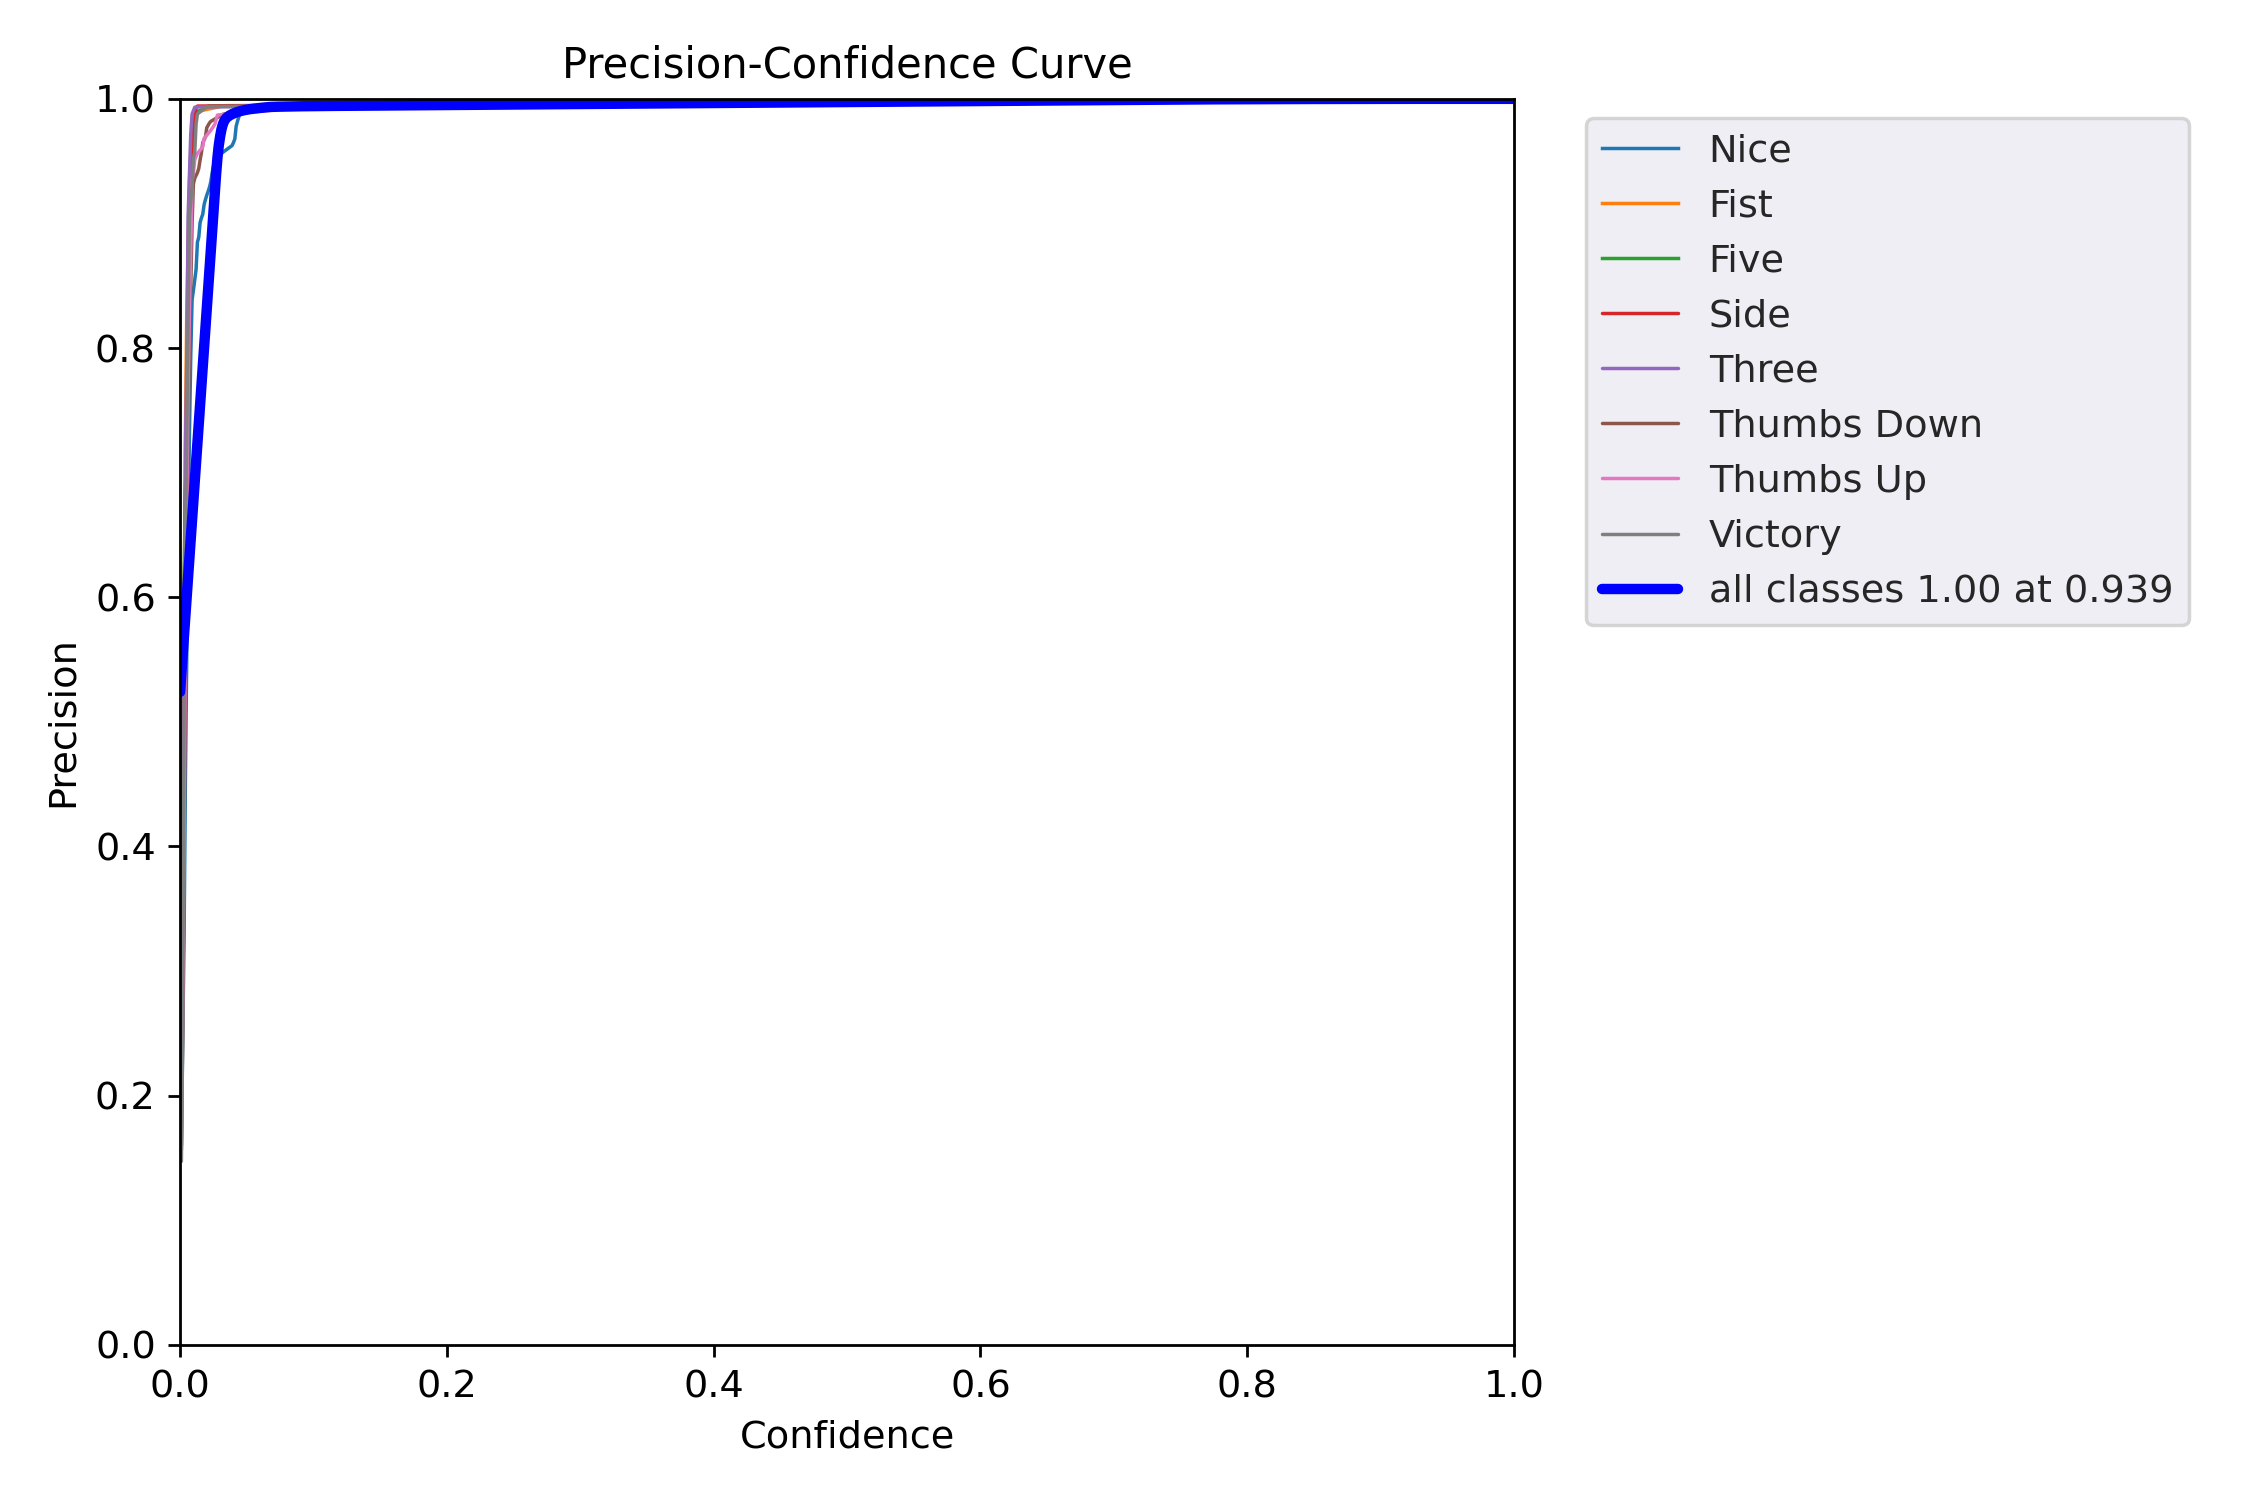 Precision-Confidence Curve
1.0
0.8
0.6
0.4
0.2
0.0
Precision
0.0 0.2 0.4 0.6 0.8 1.0
Confidence
Nice
Fist
Five
Side
Three
Thumbs Down
Thumbs Up
Victory
all classes 1.00 at 0.939